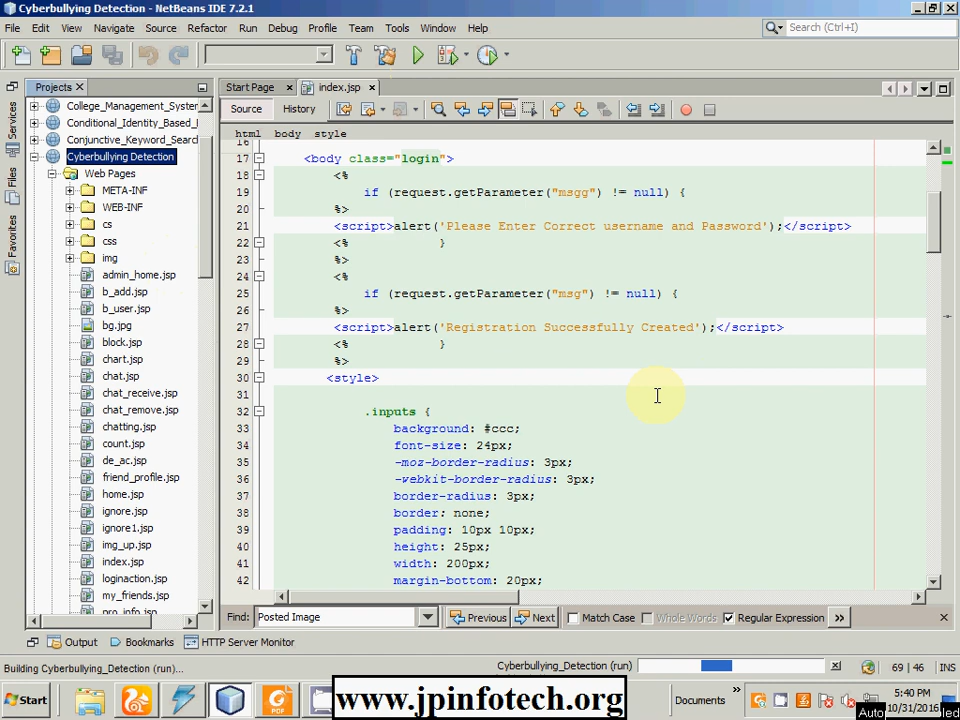 Cyberbullying Detection - NetBeans IDE 7.2.1
File Edit View Navigate Source Refactor Run Debug Profile Team Tools Window Help
Search (Ctrl+I)
Projects
Start Page
index.jsp
Source
History
html body style
Services
Files
Favorites
College_Management_System
Conditional_Identity_Based_
Conjunctive_Keyword_Search
Cyberbullying Detection
Web Pages
META-INF
WEB-INF
cs
css
img
admin_home.jsp
b_add.jsp
b_user.jsp
bg.jpg
block.jsp
chart.jsp
chat.jsp
chat_receive.jsp
chat_remove.jsp
chatting.jsp
count.jsp
de_ac.jsp
friend_profile.jsp
home.jsp
ignore.jsp
ignore1.jsp
img_up.jsp
index.jsp
loginaction.jsp
my_friends.jsp
pro_info.jsp
16
17 <body class="login">
18 <%
19 if (request.getParameter("msgg") != null) {
20 %>
21 <script>alert('Please Enter Correct username and Password');</script>
22 <% }
23 %>
24 <%
25 if (request.getParameter("msg") != null) {
26 %>
27 <script>alert('Registration Successfully Created');</script>
28 <% }
29 %>
30 <style>
31
32 .inputs {
33 background: #ccc;
34 font-size: 24px;
35 -moz-border-radius: 3px;
36 -webkit-border-radius: 3px;
37 border-radius: 3px;
38 border: none;
39 padding: 10px 10px;
40 height: 25px;
41 width: 200px;
42 margin-bottom: 20px;
Find: Posted Image Previous Next Match Case Whole Words Regular Expression
Output Bookmarks HTTP Server Monitor
Building Cyberbullying_Detection (run)...
Cyberbullying_Detection (run)
69 | 46 INS
Start
www.jpinfotech.org
Documents
5:40 PM
10/31/2016